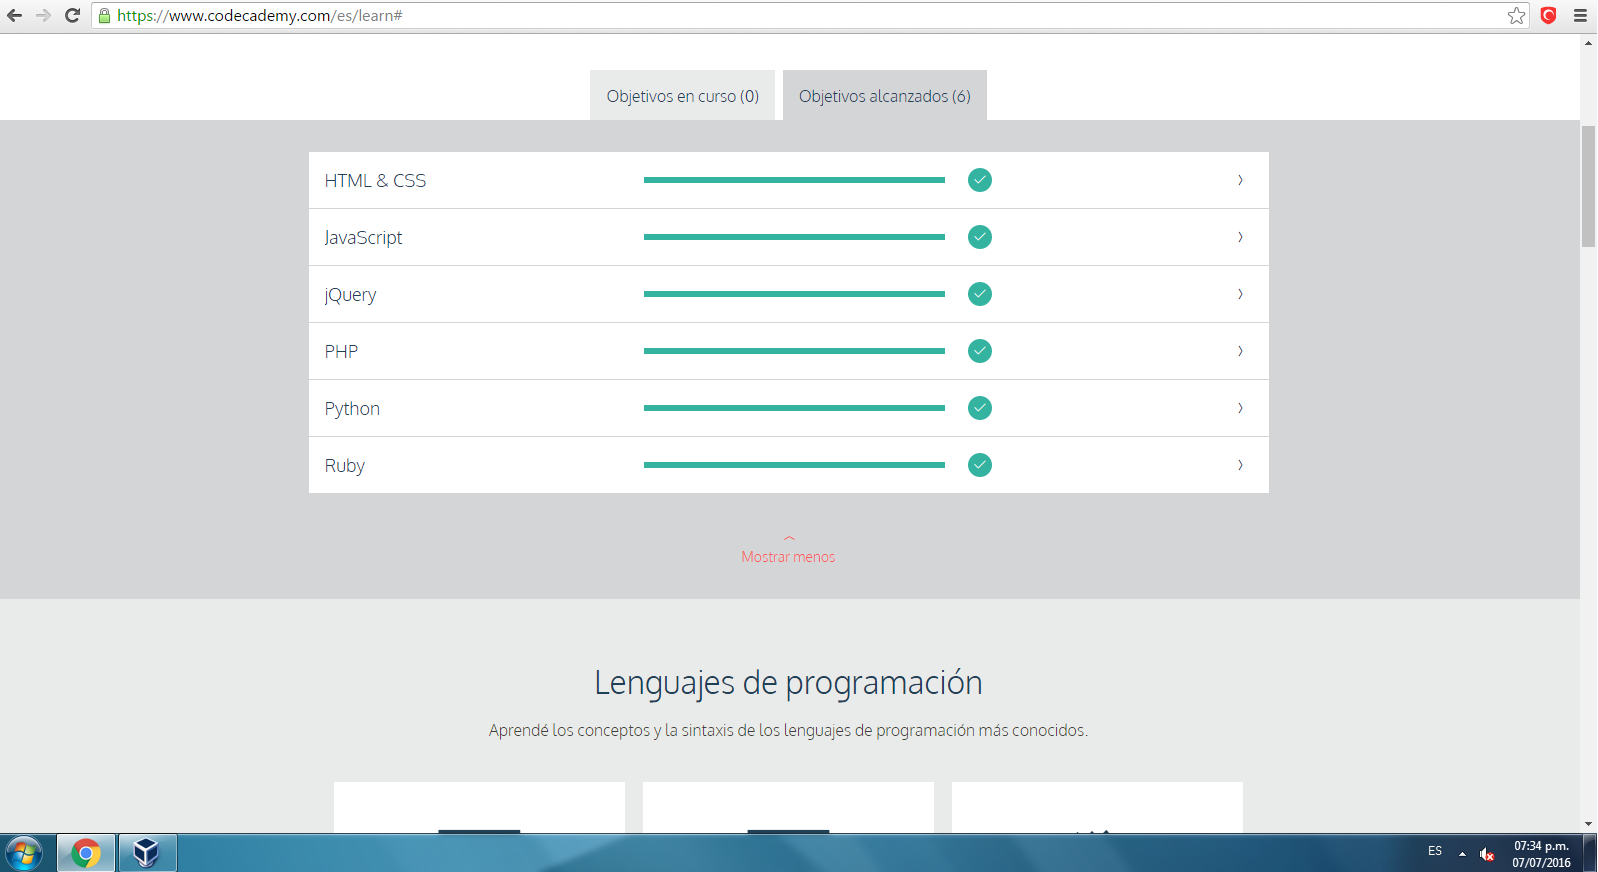 https://www.codecademy.com/es/learn#
Objetivos en curso (0)
Objetivos alcanzados (6)
HTML & CSS
JavaScript
jQuery
PHP
Python
Ruby
Mostrar menos
Lenguajes de programación
Aprendé los conceptos y la sintaxis de los lenguajes de programación más conocidos.
ES
07:34 p.m.
07/07/2016